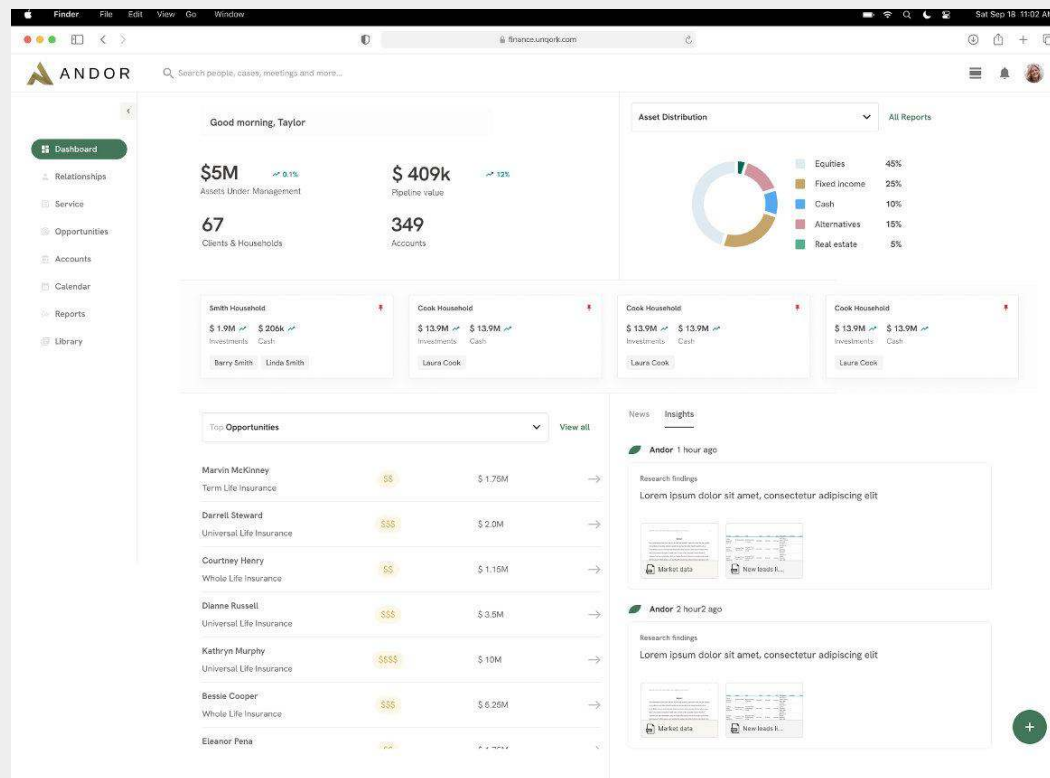 Finder File Edit View Go Window
Sat Sep 18 11:02 AM
finance.unqork.com
ANDOR
Search people, cases, meetings and more...
Dashboard
Relationships
Service
Opportunities
Accounts
Calendar
Reports
Library
Good morning, Taylor
$5M 0.1%
Assets Under Management
$ 409k 12%
Pipeline value
67
Clients & Households
349
Accounts
Asset Distribution
All Reports
Equities 45%
Fixed income 25%
Cash 10%
Alternatives 15%
Real estate 5%
Smith Household
$ 1.9M $ 206k
Investments Cash
Barry Smith Linda Smith
Cook Household
$ 13.9M $ 13.9M
Investments Cash
Laura Cook
Cook Household
$ 13.9M $ 13.9M
Investments Cash
Laura Cook
Cook Household
$ 13.9M $ 13.9M
Investments Cash
Laura Cook
Top Opportunities
View all
Marvin McKinney
Term Life Insurance
$$
$ 1.75M
Darrell Steward
Universal Life Insurance
$$$
$ 2.0M
Courtney Henry
Whole Life Insurance
$$
$ 1.15M
Dianne Russell
Universal Life Insurance
$$$
$ 3.5M
Kathryn Murphy
Universal Life Insurance
$$$$
$ 10M
Bessie Cooper
Whole Life Insurance
$$$
$ 6.25M
Eleanor Pena
News Insights
Andor 1 hour ago
Research findings
Lorem ipsum dolor sit amet, consectetur adipiscing elit
Market data
New leads li...
Andor 2 hour2 ago
Research findings
Lorem ipsum dolor sit amet, consectetur adipiscing elit
Market data
New leads li...